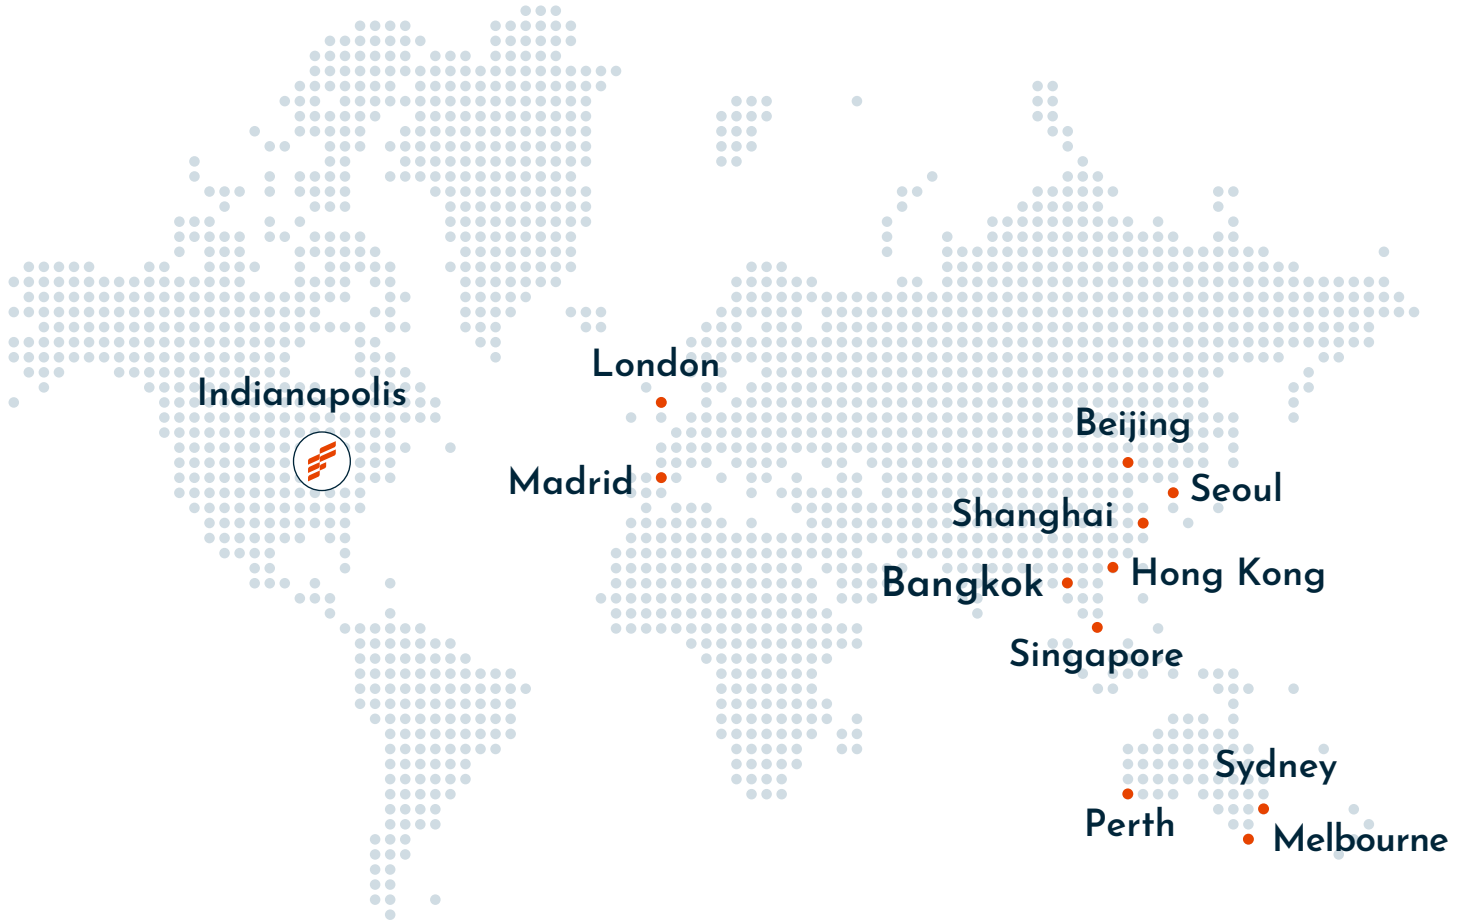 London
Indianapolis
Beijing
Madrid
Seoul
Shanghai
Hong Kong
Bangkok
Singapore
Sydney
Perth
Melbourne